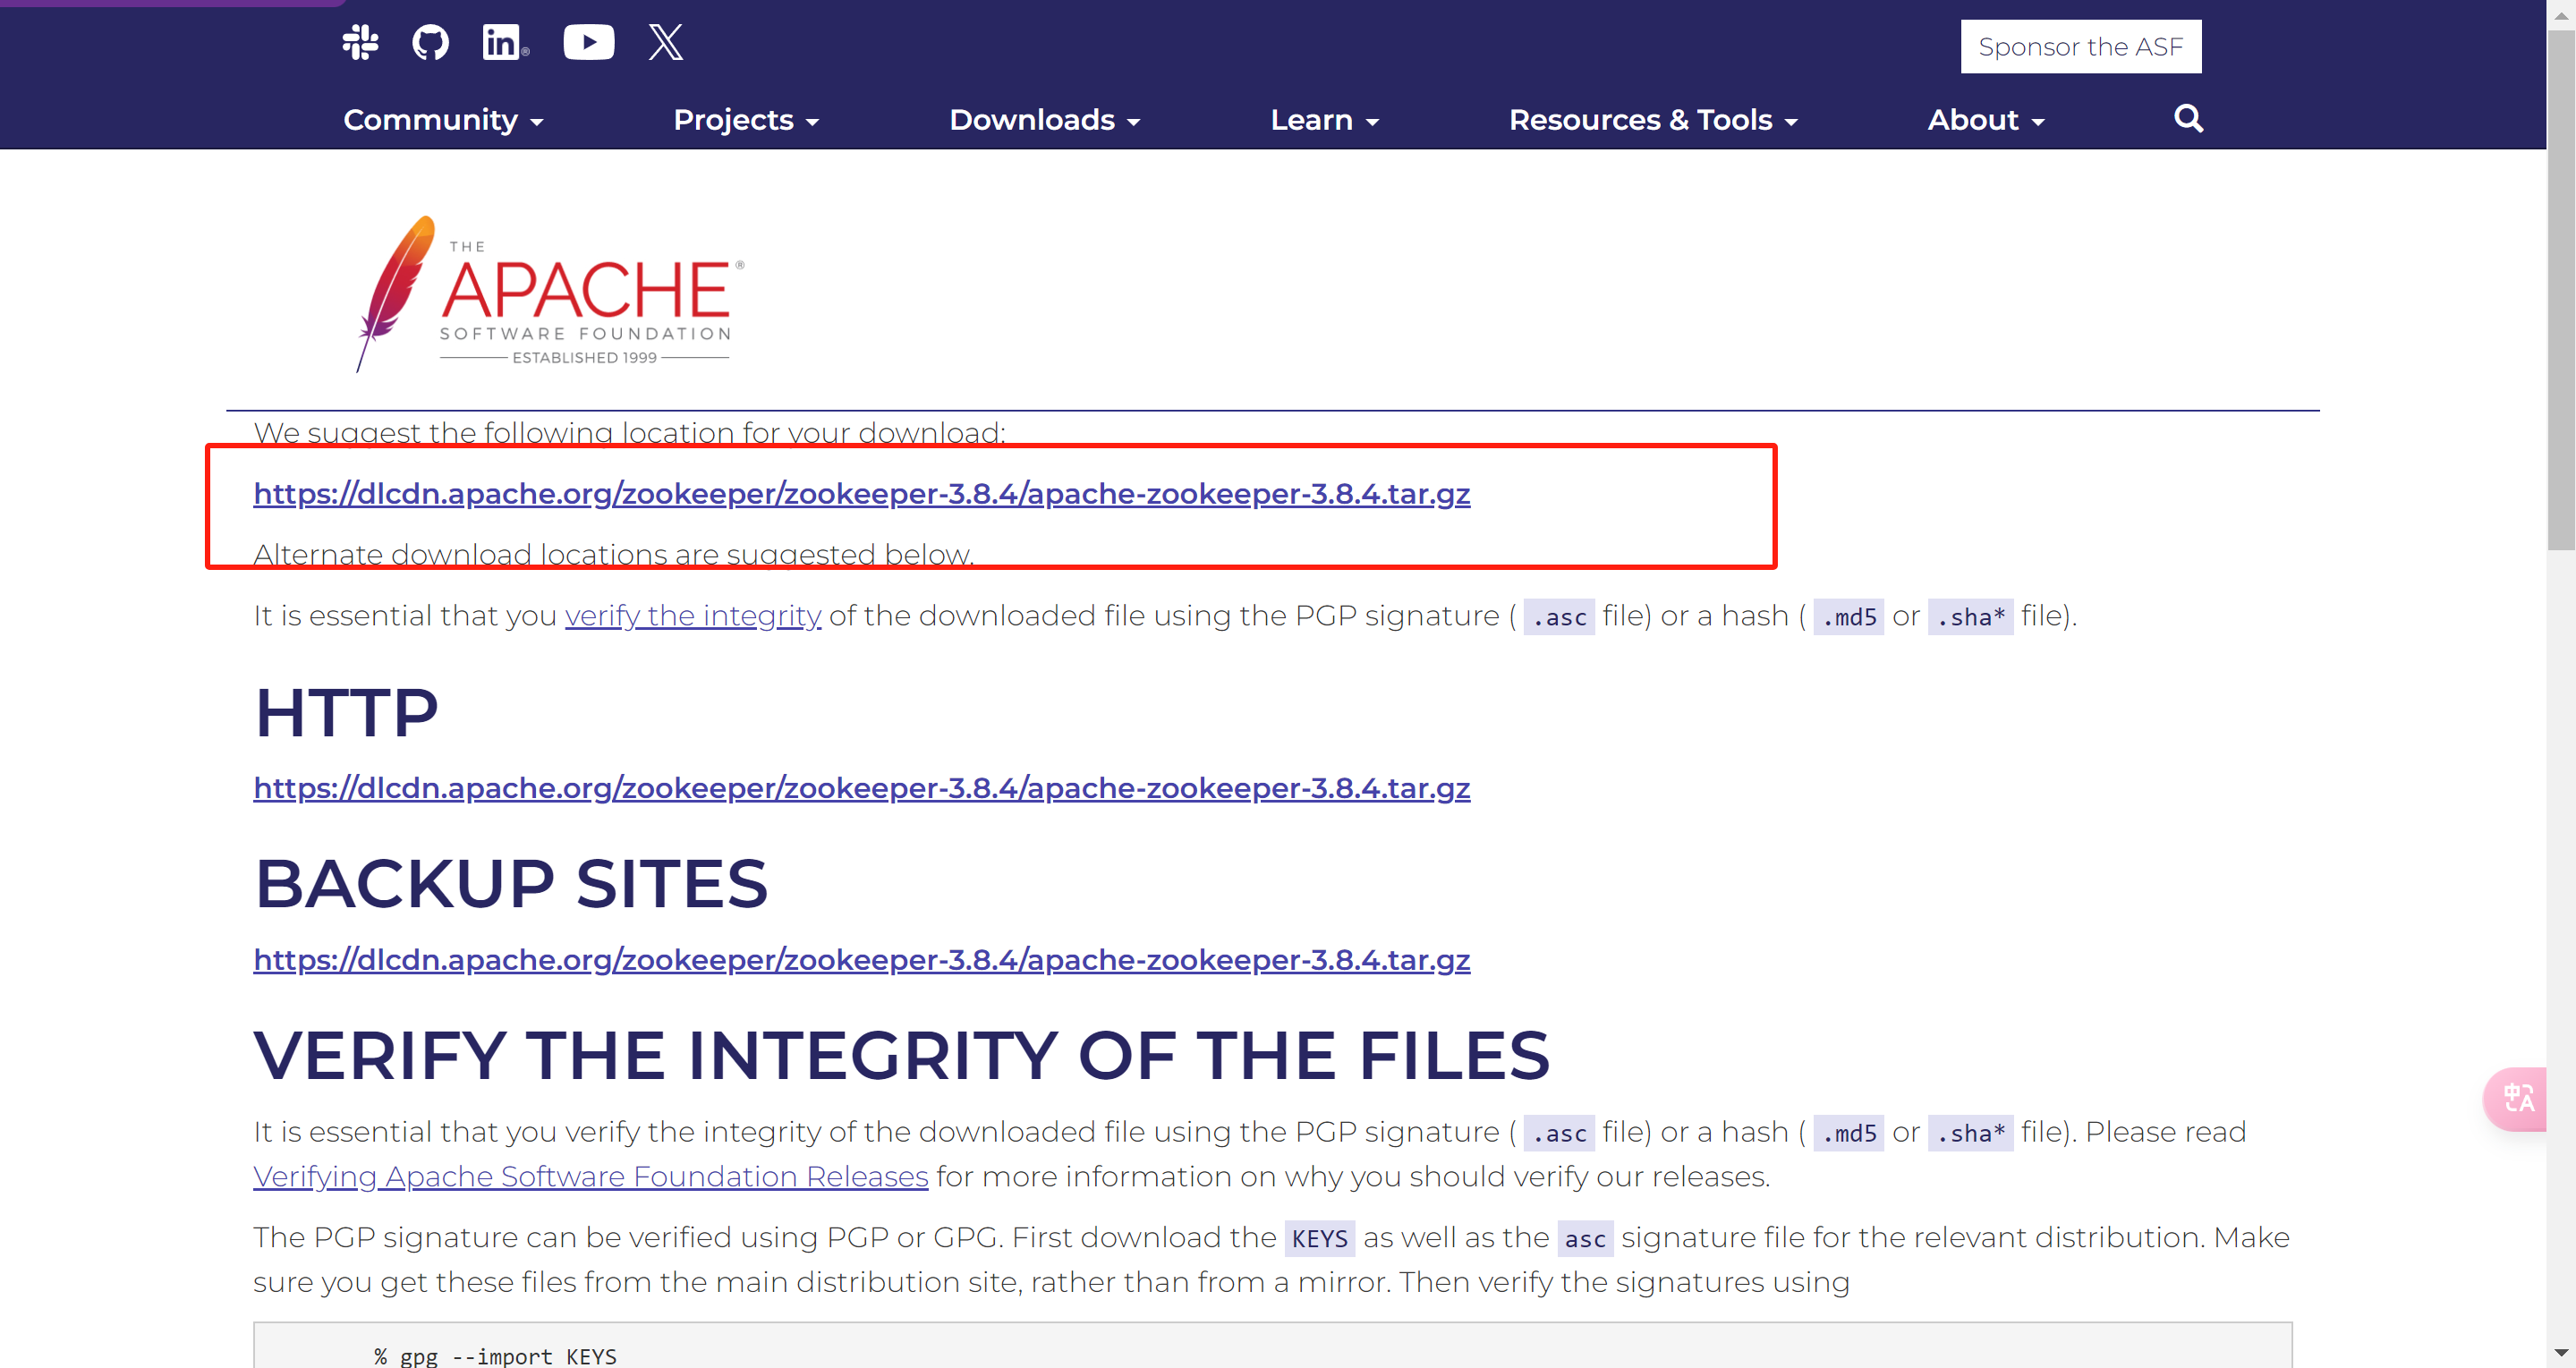 in ®
Sponsor the ASF
Community Projects Downloads Learn Resources & Tools About
THE
APACHE ®
SOFTWARE FOUNDATION
ESTABLISHED 1999
We suggest the following location for your download:
https://dlcdn.apache.org/zookeeper/zookeeper-3.8.4/apache-zookeeper-3.8.4.tar.gz
Alternate download locations are suggested below.
It is essential that you verify the integrity of the downloaded file using the PGP signature ( .asc file) or a hash ( .md5 or .sha* file).
HTTP
https://dlcdn.apache.org/zookeeper/zookeeper-3.8.4/apache-zookeeper-3.8.4.tar.gz
BACKUP SITES
https://dlcdn.apache.org/zookeeper/zookeeper-3.8.4/apache-zookeeper-3.8.4.tar.gz
VERIFY THE INTEGRITY OF THE FILES
It is essential that you verify the integrity of the downloaded file using the PGP signature ( .asc file) or a hash ( .md5 or .sha* file). Please read
Verifying Apache Software Foundation Releases for more information on why you should verify our releases.
The PGP signature can be verified using PGP or GPG. First download the KEYS as well as the asc signature file for the relevant distribution. Make
sure you get these files from the main distribution site, rather than from a mirror. Then verify the signatures using
% gpg --import KEYS
中A